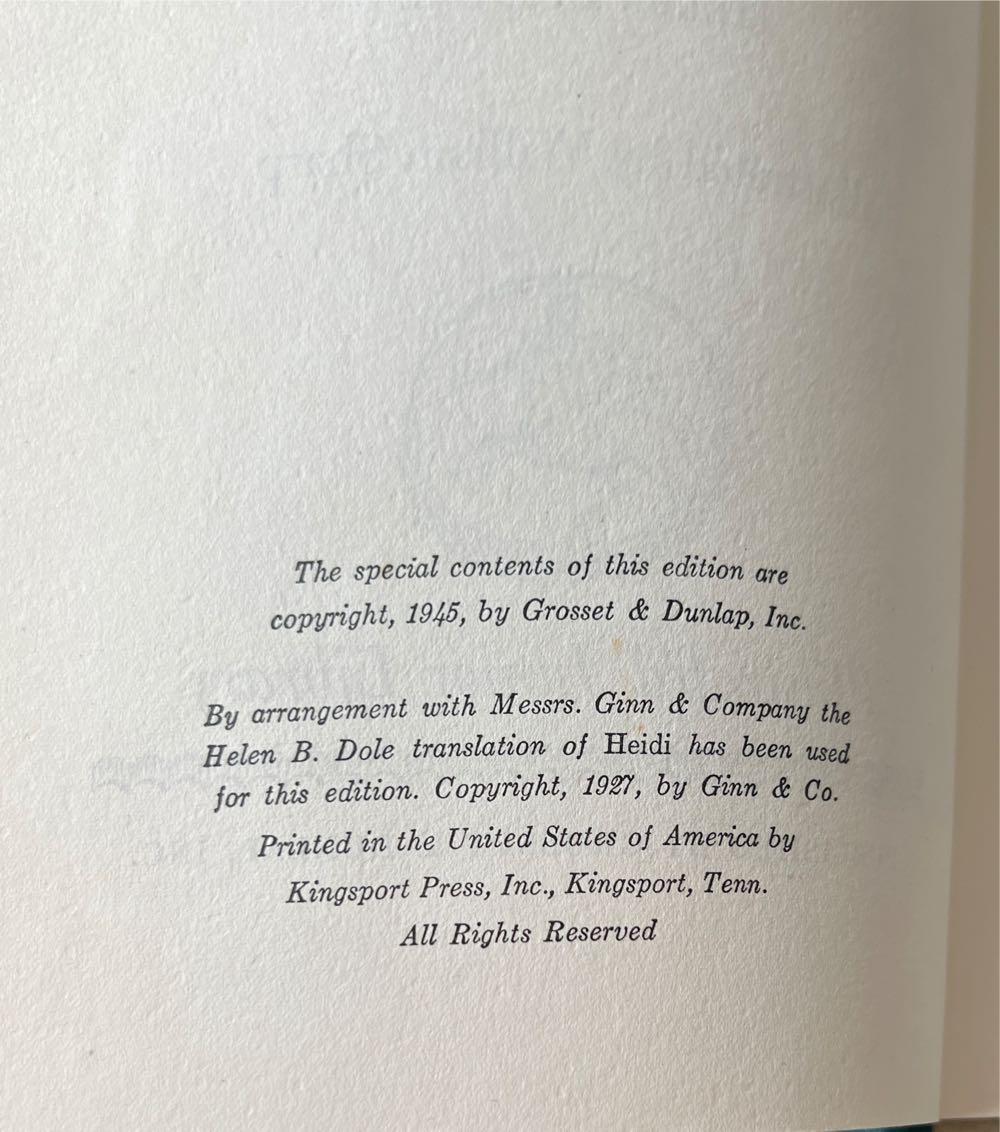 The special contents of this edition are
copyright, 1945, by Grosset & Dunlap, Inc.
By arrangement with Messrs. Ginn & Company the
Helen B. Dole translation of Heidi has been used
for this edition. Copyright, 1927, by Ginn & Co.
Printed in the United States of America by
Kingsport Press, Inc., Kingsport, Tenn.
All Rights Reserved